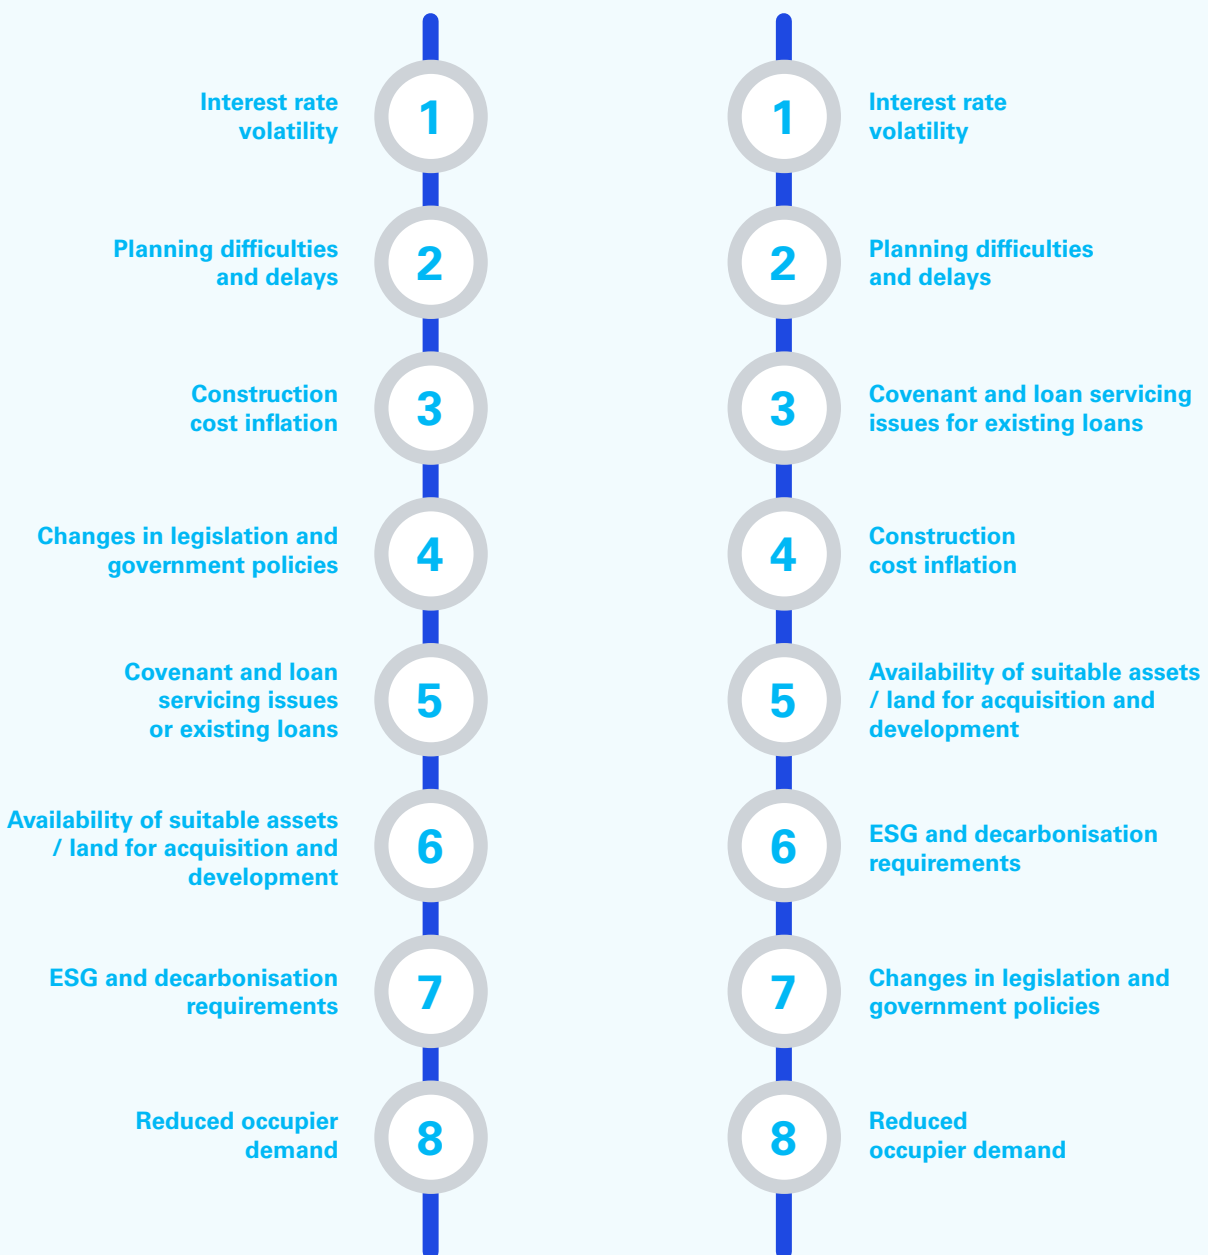 Interest rate
volatility
1
Planning difficulties
and delays
2
Construction
cost inflation
3
Changes in legislation and
government policies
4
Covenant and loan
servicing issues
or existing loans
5
Availability of suitable assets
/ land for acquisition and
development
6
ESG and decarbonisation
requirements
7
Reduced occupier
demand
8
1
Interest rate
volatility
2
Planning difficulties
and delays
3
Covenant and loan servicing
issues for existing loans
4
Construction
cost inflation
5
Availability of suitable assets
/ land for acquisition and
development
6
ESG and decarbonisation
requirements
7
Changes in legislation and
government policies
8
Reduced
occupier demand